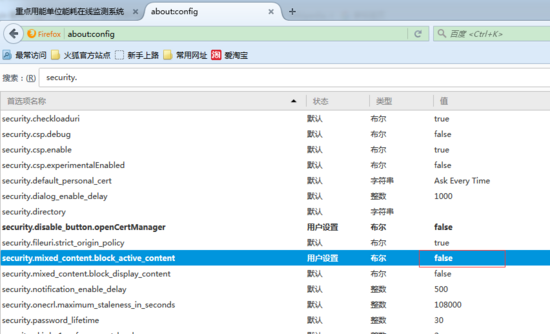 重点用能单位能耗在线监测系统 × about:config ×
Firefox about:config 百度 <Ctrl+K>
最常访问 火狐官方站点 新手上路 常用网址 淘 爱淘宝
搜索：(R) security.
首选项名称 状态 类型 值
security.checkloaduri 默认 布尔 true
security.csp.debug 默认 布尔 false
security.csp.enable 默认 布尔 true
security.csp.experimentalEnabled 默认 布尔 false
security.default_personal_cert 默认 字符串 Ask Every Time
security.dialog_enable_delay 默认 整数 1000
security.directory 默认 字符串
security.disable_button.openCertManager 用户设置 布尔 false
security.fileuri.strict_origin_policy 默认 布尔 true
security.mixed_content.block_active_content 用户设置 布尔 false
security.mixed_content.block_display_content 默认 布尔 false
security.notification_enable_delay 默认 整数 500
security.onecrl.maximum_staleness_in_seconds 默认 整数 108000
security.password_lifetime 默认 整数 30